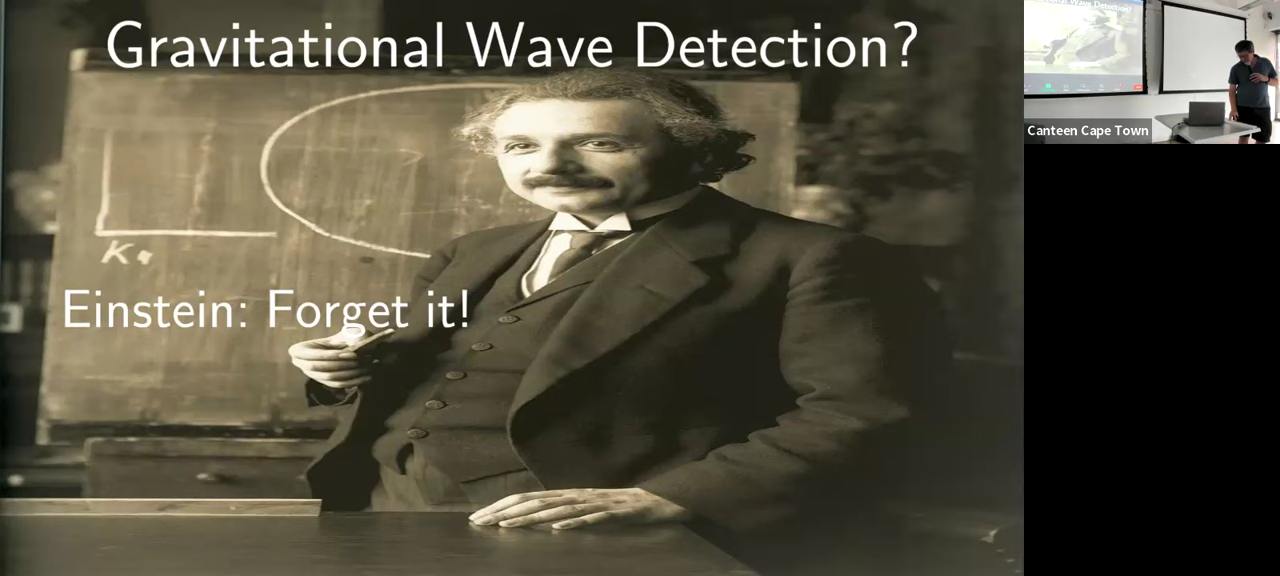 Gravitational Wave Detection?
Einstein: Forget it!
Canteen Cape Town